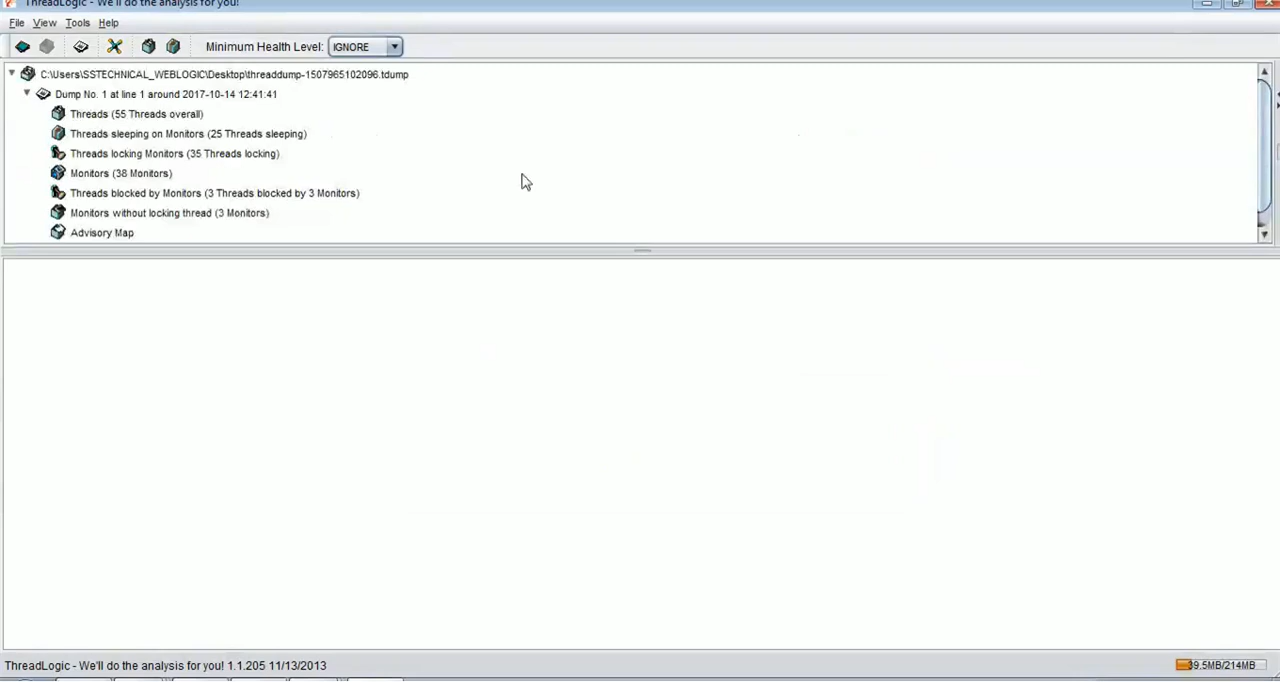 ThreadLogic - We'll do the analysis for you!
File View Tools Help
Minimum Health Level: IGNORE
C:\Users\SSTECHNICAL_WEBLOGIC\Desktop\threaddump-1507965102096.tdump
Dump No. 1 at line 1 around 2017-10-14 12:41:41
Threads (55 Threads overall)
Threads sleeping on Monitors (25 Threads sleeping)
Threads locking Monitors (35 Threads locking)
Monitors (38 Monitors)
Threads blocked by Monitors (3 Threads blocked by 3 Monitors)
Monitors without locking thread (3 Monitors)
Advisory Map
ThreadLogic - We'll do the analysis for you! 1.1.205 11/13/2013
39.5MB/214MB